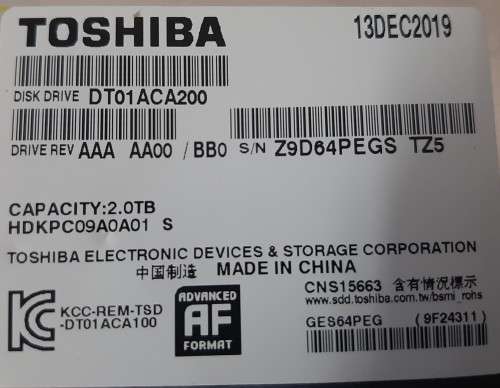 TOSHIBA 13DEC2019
DISK DRIVE DT01ACA200
DRIVE REV AAA AA00 / BB0 S/N Z9D64PEGS TZ5
CAPACITY:2.0TB
HDKPC09A0A01 S
TOSHIBA ELECTRONIC DEVICES & STORAGE CORPORATION
中国制造 MADE IN CHINA
CNS15663 含有情況標示
www.sdd.toshiba.com.tw/bsmi_rohs
KCC-REM-TSD
-DT01ACA100
ADVANCED
AF
FORMAT
GES64PEG (9F24311)